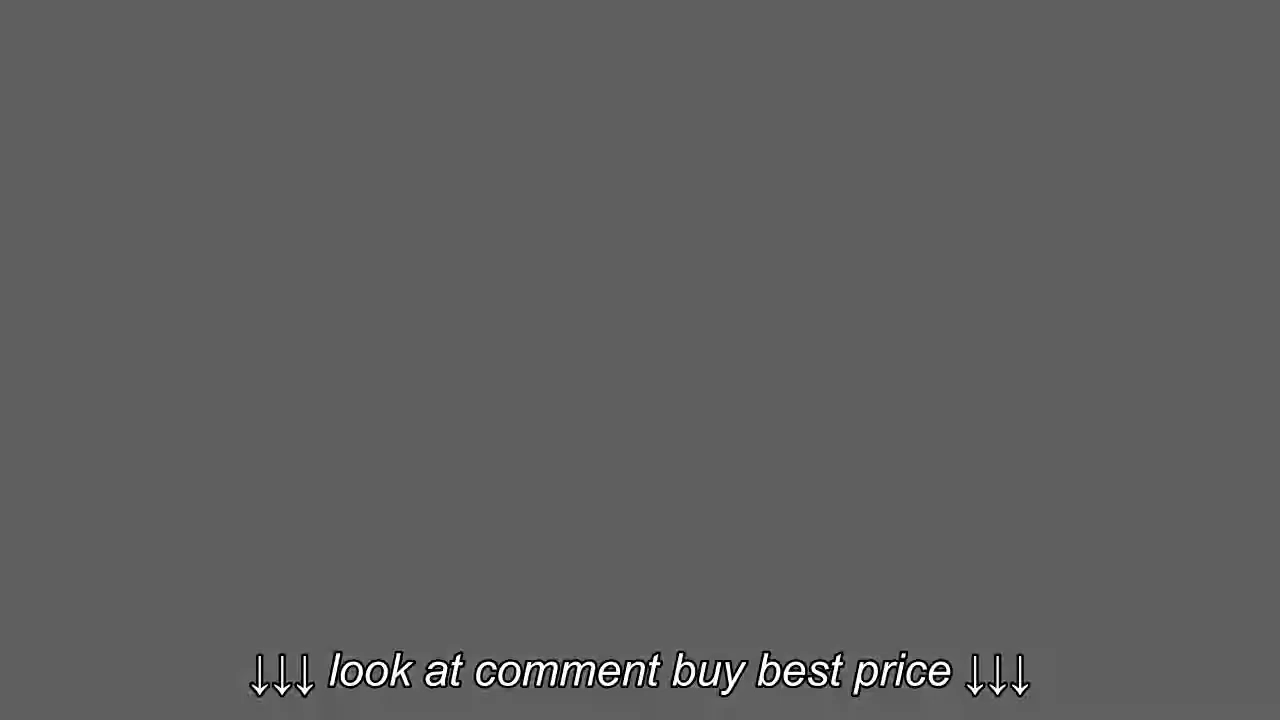 ↓↓↓ look at comment buy best price ↓↓↓